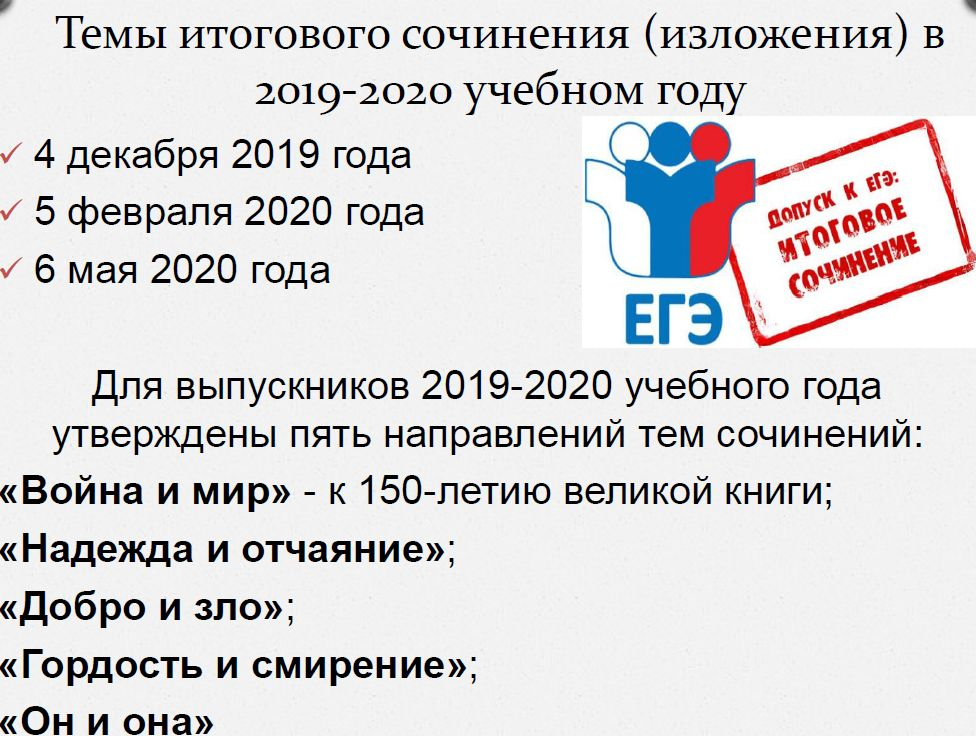 Темы итогового сочинения (изложения) в
2019-2020 учебном году
4 декабря 2019 года
5 февраля 2020 года
6 мая 2020 года
ЕГЭ
ДОПУСК К ЕГЭ:
ИТОГОВОЕ
СОЧИНЕНИЕ
Для выпускников 2019-2020 учебного года
утверждены пять направлений тем сочинений:
«Война и мир» - к 150-летию великой книги;
«Надежда и отчаяние»;
«Добро и зло»;
«Гордость и смирение»;
«Он и она»